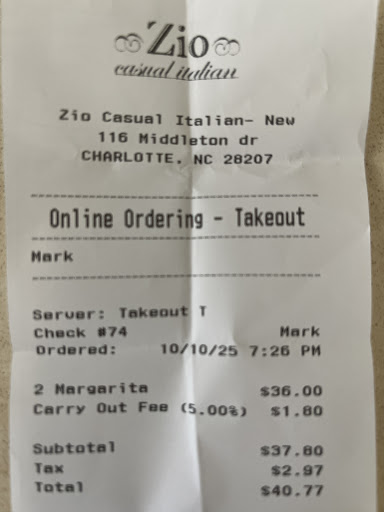 Zio
casual italian
Zio Casual Italian- New
116 Middleton dr
CHARLOTTE, NC 28207
Online Ordering - Takeout
Mark
Server: Takeout T
Check #74 Mark
Ordered: 10/10/25 7:26 PM
2 Margarita $36.00
Carry Out Fee (5.00%) $1.80
Subtotal $37.80
Tax $2.97
Total $40.77